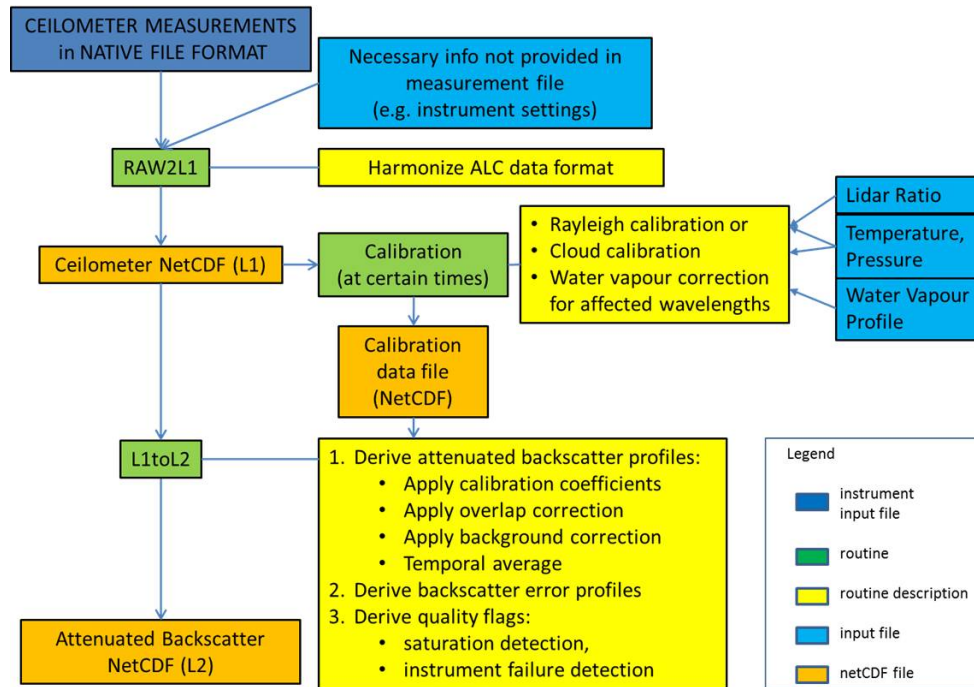 CEILOMETER MEASUREMENTS
in NATIVE FILE FORMAT
Necessary info not provided in
measurement file
(e.g. instrument settings)
RAW2L1
Harmonize ALC data format
Lidar Ratio
Temperature,
Pressure
Water Vapour
Profile
• Rayleigh calibration or
• Cloud calibration
• Water vapour correction
for affected wavelengths
Ceilometer NetCDF (L1)
Calibration
(at certain times)
Calibration
data file
(NetCDF)
L1toL2
1. Derive attenuated backscatter profiles:
• Apply calibration coefficients
• Apply overlap correction
• Apply background correction
• Temporal average
2. Derive backscatter error profiles
3. Derive quality flags:
• saturation detection,
• instrument failure detection
Attenuated Backscatter
NetCDF (L2)
Legend
instrument
input file
routine
routine description
input file
netCDF file